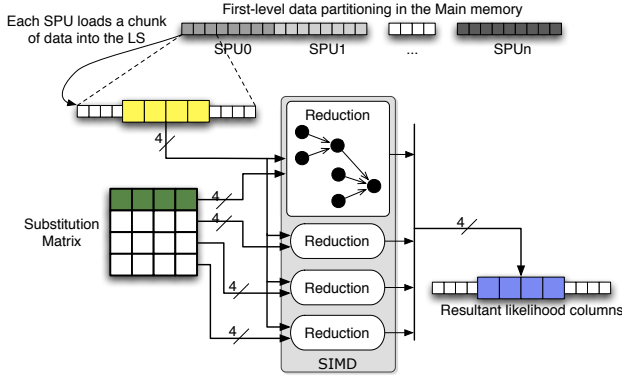 First-level data partitioning in the Main memory
Each SPU loads a chunk
of data into the LS
SPU0
SPU1
...
SPUn
4
Reduction
4
4
Substitution
Matrix
Reduction
4
4
Reduction
4
Reduction
Resultant likelihood columns
SIMD